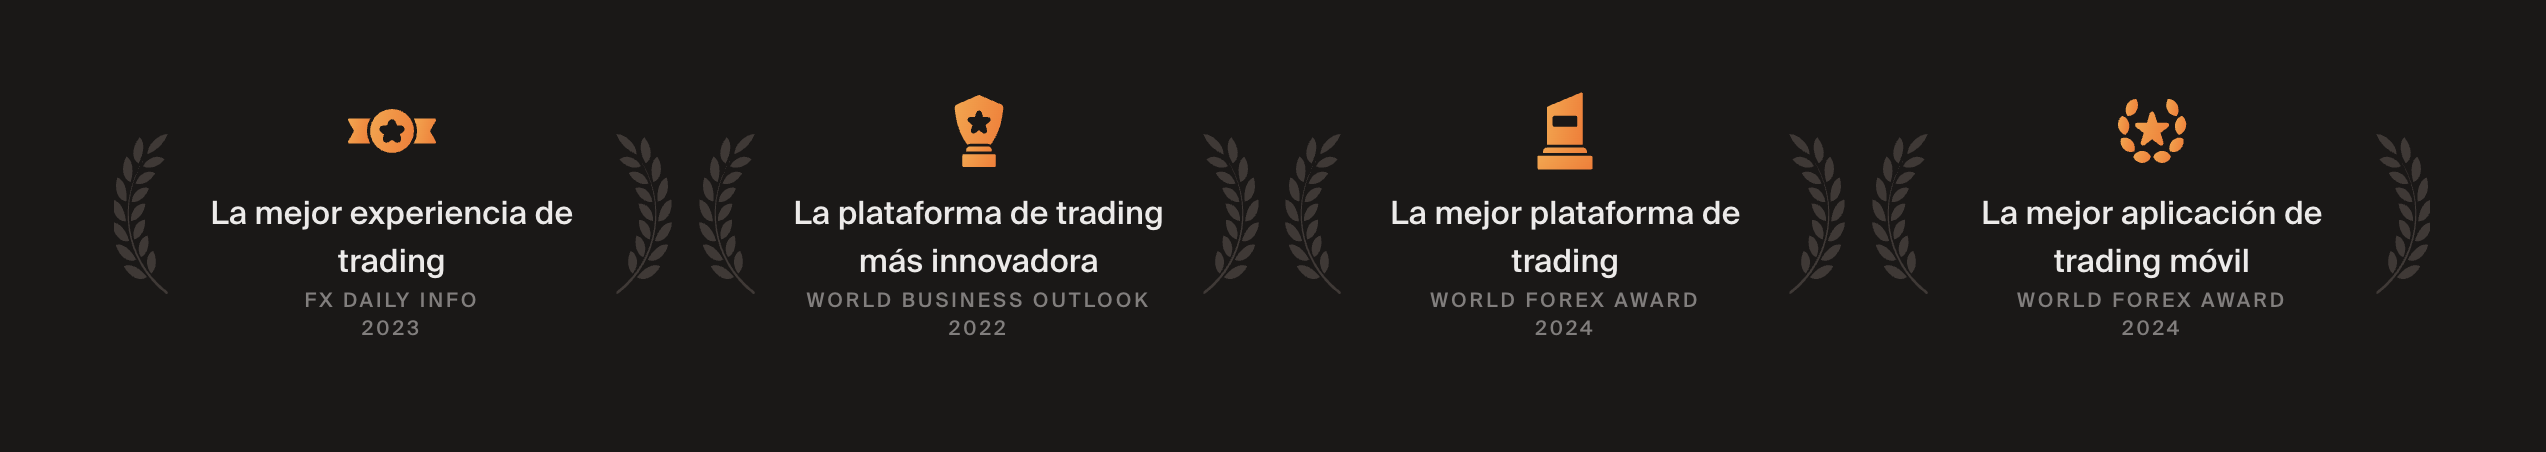 La mejor experiencia de
trading
FX DAILY INFO
2023
La plataforma de trading
más innovadora
WORLD BUSINESS OUTLOOK
2022
La mejor plataforma de
trading
WORLD FOREX AWARD
2024
La mejor aplicación de
trading móvil
WORLD FOREX AWARD
2024